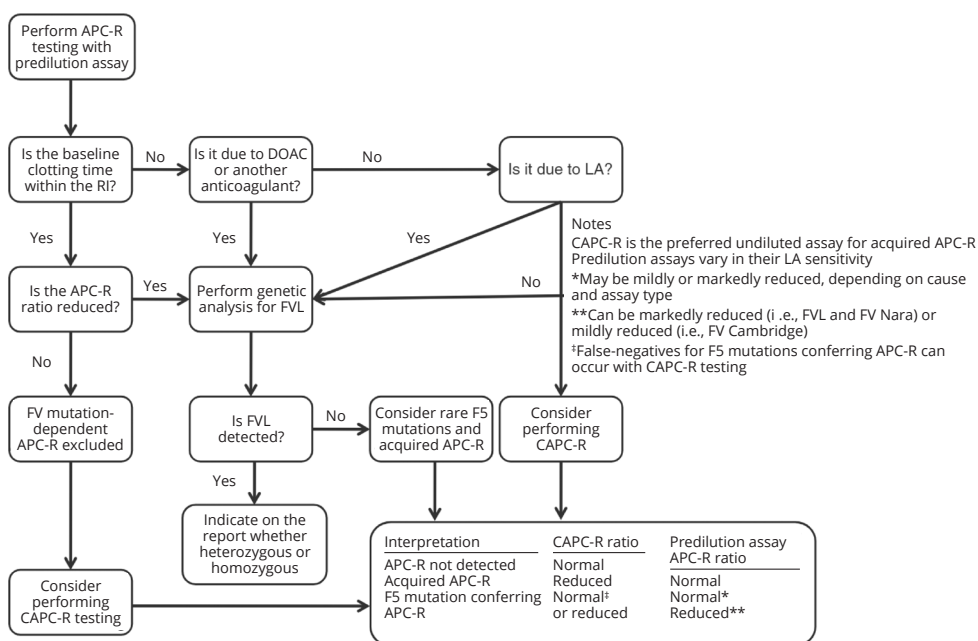 Perform APC-R
testing with
predilution assay
Is the baseline
clotting time
within the RI?
No
Is it due to DOAC
or another
anticoagulant?
No
Is it due to LA?
Yes
Yes
Yes
Notes
CAPC-R is the preferred undiluted assay for acquired APC-R
Predilution assays vary in their LA sensitivity
*May be mildly or markedly reduced, depending on cause
and assay type
**Can be markedly reduced (i .e., FVL and FV Nara) or
mildly reduced (i.e., FV Cambridge)
‡False-negatives for F5 mutations conferring APC-R can
occur with CAPC-R testing
Is the APC-R
ratio reduced?
Yes
Perform genetic
analysis for FVL
No
No
FV mutation-
dependent
APC-R excluded
Is FVL
detected?
No
Consider rare F5
mutations and
acquired APC-R
Consider
performing
CAPC-R
Yes
Indicate on the
report whether
heterozygous or
homozygous
Consider
performing
CAPC-R testing
Interpretation
APC-R not detected
Acquired APC-R
F5 mutation conferring
APC-R
CAPC-R ratio
Normal
Reduced
Normal‡
or reduced
Predilution assay
APC-R ratio
Normal
Normal*
Reduced**